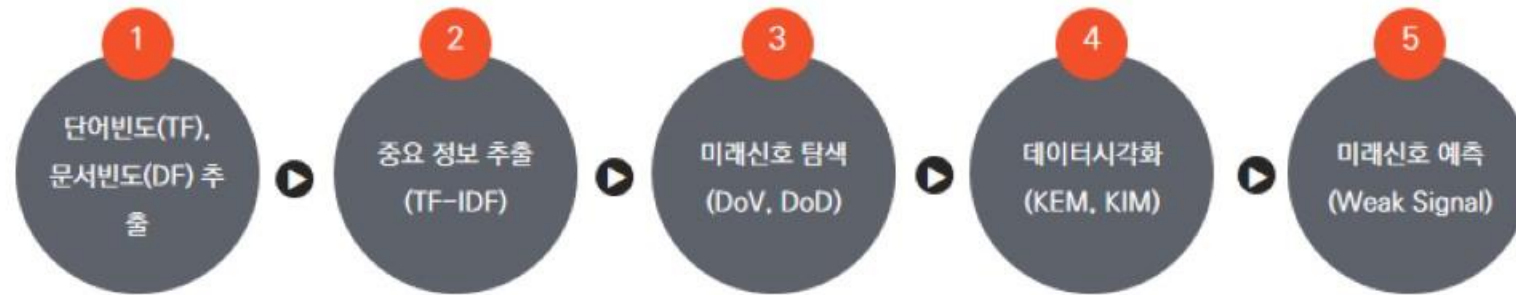 1
단어빈도(TF),
문서빈도(DF) 추
출
2
중요 정보 추출
(TF-IDF)
3
미래신호 탐색
(DoV, DoD)
4
데이터시각화
(KEM, KIM)
5
미래신호 예측
(Weak Signal)